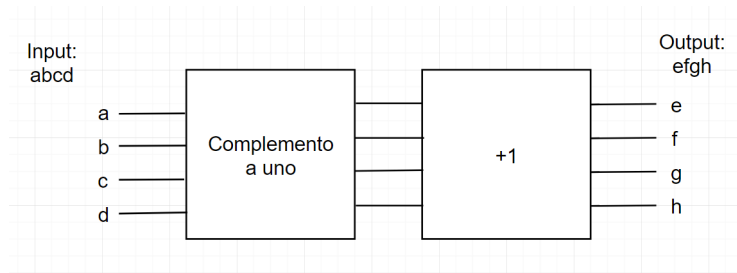 Input:
abcd
Output:
efgh
a
b
c
d
Complemento
a uno
+1
e
f
g
h